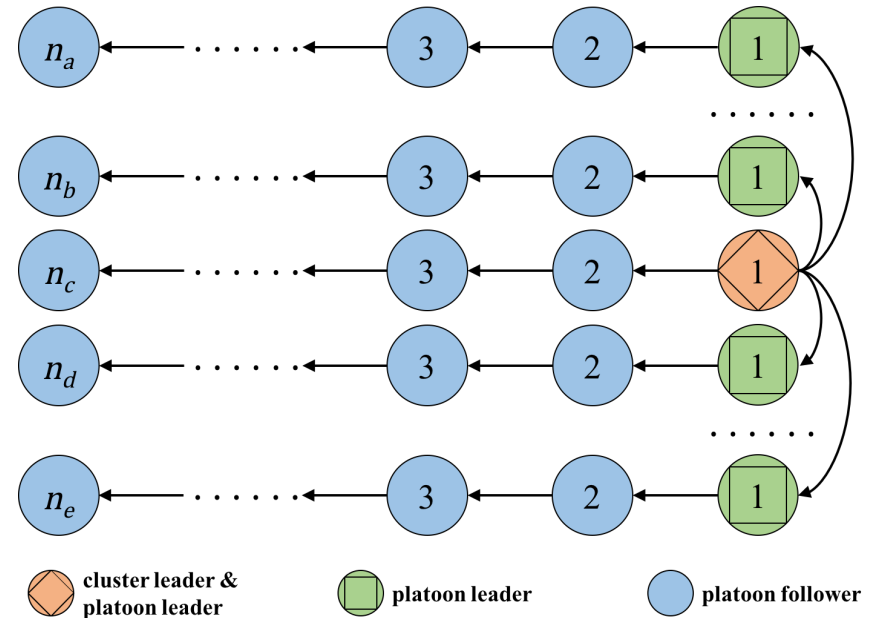 n_a . . . . . . 3 2 1
. . . . . .
n_b . . . . . . 3 2 1
n_c . . . . . . 3 2 1
n_d . . . . . . 3 2 1
. . . . . .
n_e . . . . . . 3 2 1
cluster leader &
platoon leader
platoon leader
platoon follower